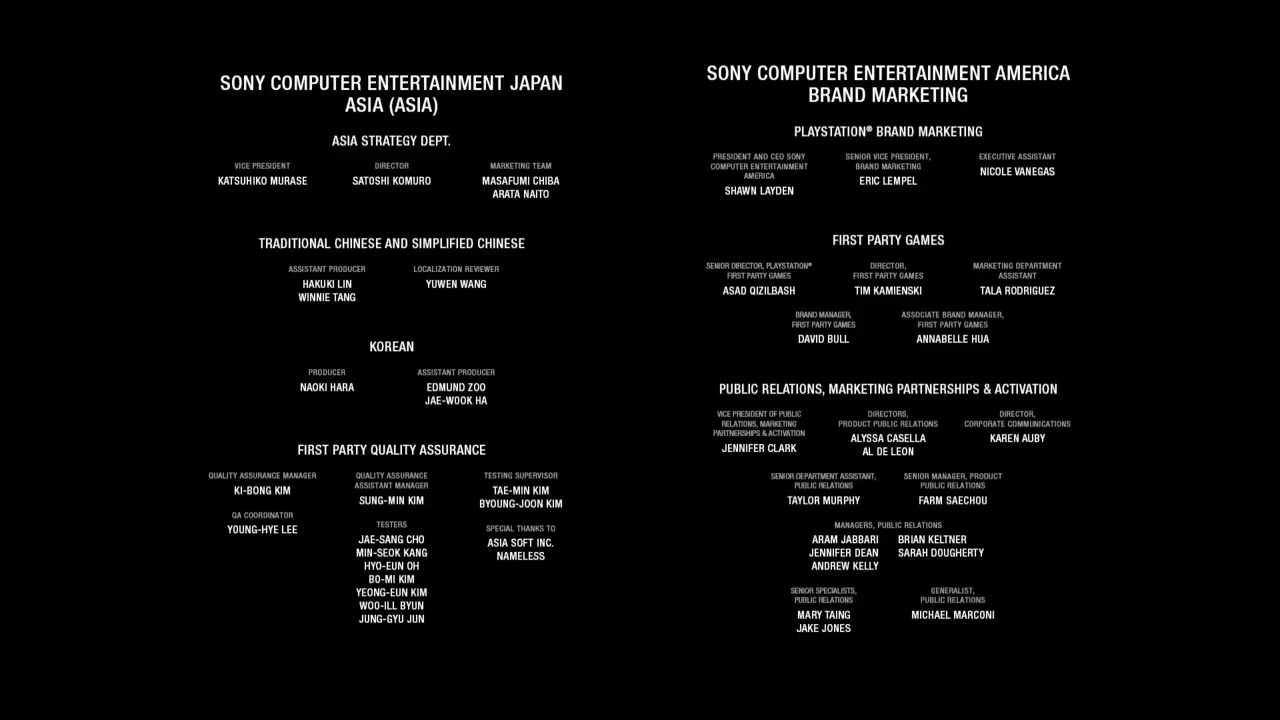 SONY COMPUTER ENTERTAINMENT JAPAN
ASIA (ASIA)
ASIA STRATEGY DEPT.
VICE PRESIDENT
KATSUHIKO MURASE
DIRECTOR
SATOSHI KOMURO
MARKETING TEAM
MASAFUMI CHIBA
ARATA NAITO
TRADITIONAL CHINESE AND SIMPLIFIED CHINESE
ASSISTANT PRODUCER
HAKUKI LIN
WINNIE TANG
LOCALIZATION REVIEWER
YUWEN WANG
KOREAN
PRODUCER
NAOKI HARA
ASSISTANT PRODUCER
EDMUND ZOO
JAE-WOOK HA
FIRST PARTY QUALITY ASSURANCE
QUALITY ASSURANCE MANAGER
KI-BONG KIM
QA COORDINATOR
YOUNG-HYE LEE
QUALITY ASSURANCE
ASSISTANT MANAGER
SUNG-MIN KIM
TESTERS
JAE-SANG CHO
MIN-SEOK KANG
HYO-EUN OH
BO-MI KIM
YEONG-EUN KIM
WOO-ILL BYUN
JUNG-GYU JUN
TESTING SUPERVISOR
TAE-MIN KIM
BYOUNG-JOON KIM
SPECIAL THANKS TO
ASIA SOFT INC.
NAMELESS
SONY COMPUTER ENTERTAINMENT AMERICA
BRAND MARKETING
PLAYSTATION® BRAND MARKETING
PRESIDENT AND CEO SONY
COMPUTER ENTERTAINMENT
AMERICA
SHAWN LAYDEN
SENIOR VICE PRESIDENT,
BRAND MARKETING
ERIC LEMPEL
EXECUTIVE ASSISTANT
NICOLE VANEGAS
FIRST PARTY GAMES
SENIOR DIRECTOR, PLAYSTATION®
FIRST PARTY GAMES
ASAD QIZILBASH
DIRECTOR,
FIRST PARTY GAMES
TIM KAMIENSKI
MARKETING DEPARTMENT
ASSISTANT
TALA RODRIGUEZ
BRAND MANAGER,
FIRST PARTY GAMES
DAVID BULL
ASSOCIATE BRAND MANAGER,
FIRST PARTY GAMES
ANNABELLE HUA
PUBLIC RELATIONS, MARKETING PARTNERSHIPS & ACTIVATION
VICE PRESIDENT OF PUBLIC
RELATIONS, MARKETING
PARTNERSHIPS & ACTIVATION
JENNIFER CLARK
DIRECTORS,
PRODUCT PUBLIC RELATIONS
ALYSSA CASELLA
AL DE LEON
DIRECTOR,
CORPORATE COMMUNICATIONS
KAREN AUBY
SENIOR DEPARTMENT ASSISTANT,
PUBLIC RELATIONS
TAYLOR MURPHY
SENIOR MANAGER, PRODUCT
PUBLIC RELATIONS
FARM SAECHOU
MANAGERS, PUBLIC RELATIONS
ARAM JABBARI
JENNIFER DEAN
ANDREW KELLY
BRIAN KELTNER
SARAH DOUGHERTY
SENIOR SPECIALISTS,
PUBLIC RELATIONS
MARY TAING
JAKE JONES
GENERALIST,
PUBLIC RELATIONS
MICHAEL MARCONI